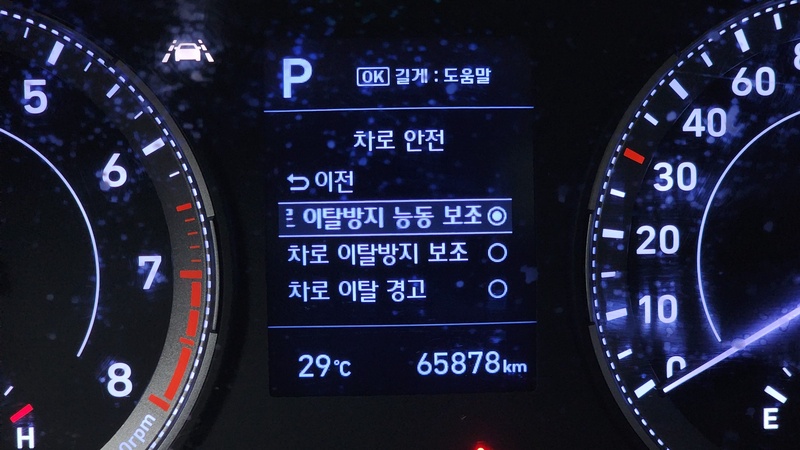 P
OK 길게 : 도움말
차로 안전
이전
이탈방지 능동 보조
차로 이탈방지 보조
차로 이탈 경고
29℃
65878km
5
6
7
8
H
rpm
60
40
30
20
10
0
E